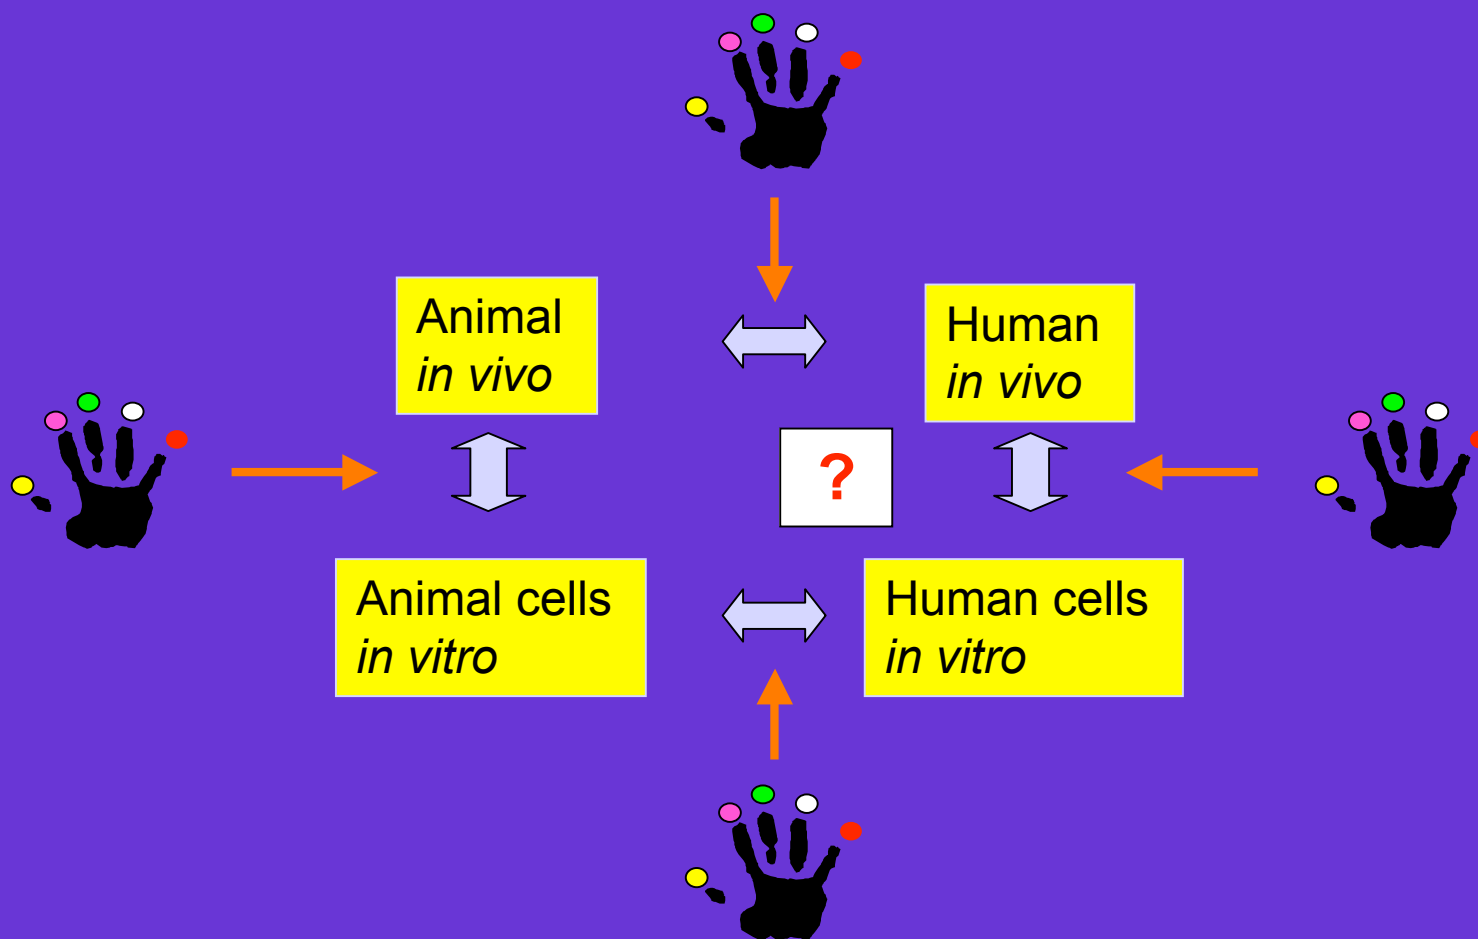 Animal
in vivo
Human
in vivo
?
Animal cells
in vitro
Human cells
in vitro